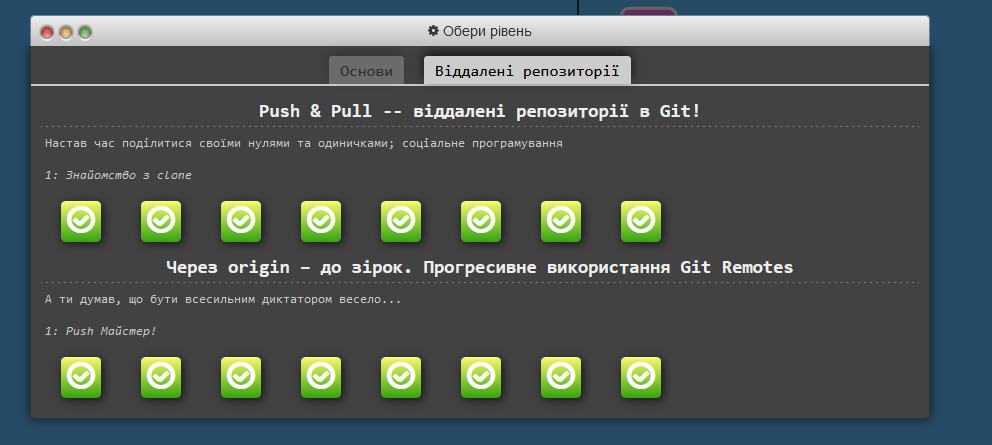 Обери рівень
Основи
Віддалені репозиторії
Push & Pull -- віддалені репозиторії в Git!
Настав час поділитися своїми нулями та одиничками; соціальне програмування
1: Знайомство з clone
Через origin – до зірок. Прогресивне використання Git Remotes
А ти думав, що бути всесильним диктатором весело...
1: Push Майстер!